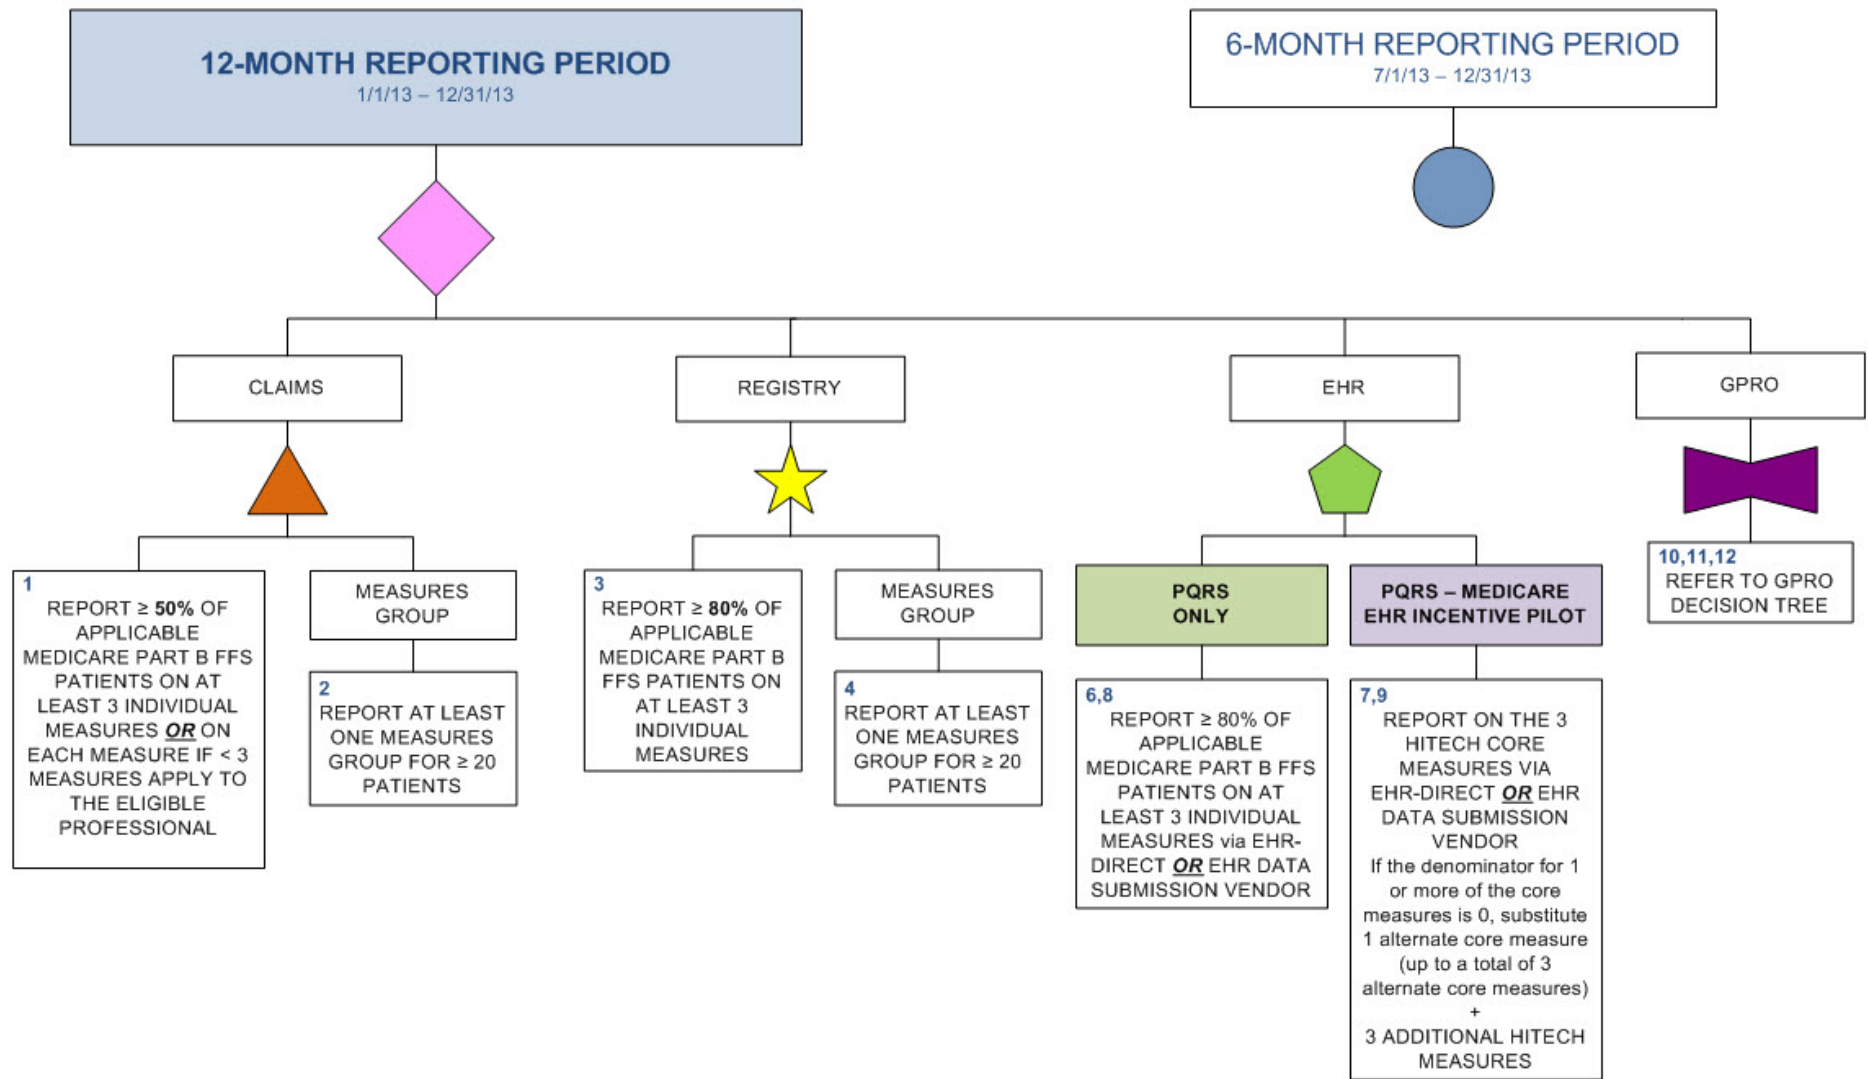 12-MONTH REPORTING PERIOD
1/1/13 – 12/31/13
6-MONTH REPORTING PERIOD
7/1/13 – 12/31/13
CLAIMS
REGISTRY
EHR
GPRO
1
REPORT ≥ 50% OF
APPLICABLE
MEDICARE PART B FFS
PATIENTS ON AT
LEAST 3 INDIVIDUAL
MEASURES OR ON
EACH MEASURE IF < 3
MEASURES APPLY TO
THE ELIGIBLE
PROFESSIONAL
MEASURES
GROUP
2
REPORT AT LEAST
ONE MEASURES
GROUP FOR ≥ 20
PATIENTS
3
REPORT ≥ 80% OF
APPLICABLE
MEDICARE PART B
FFS PATIENTS ON
AT LEAST 3
INDIVIDUAL
MEASURES
MEASURES
GROUP
4
REPORT AT LEAST
ONE MEASURES
GROUP FOR ≥ 20
PATIENTS
PQRS
ONLY
6,8
REPORT ≥ 80% OF
APPLICABLE
MEDICARE PART B FFS
PATIENTS ON AT
LEAST 3 INDIVIDUAL
MEASURES via EHR-
DIRECT OR EHR DATA
SUBMISSION VENDOR
PQRS – MEDICARE
EHR INCENTIVE PILOT
7,9
REPORT ON THE 3
HITECH CORE
MEASURES VIA
EHR-DIRECT OR EHR
DATA SUBMISSION
VENDOR
If the denominator for 1
or more of the core
measures is 0, substitute
1 alternate core measure
(up to a total of 3
alternate core measures)
+
3 ADDITIONAL HITECH
MEASURES
10,11,12
REFER TO GPRO
DECISION TREE